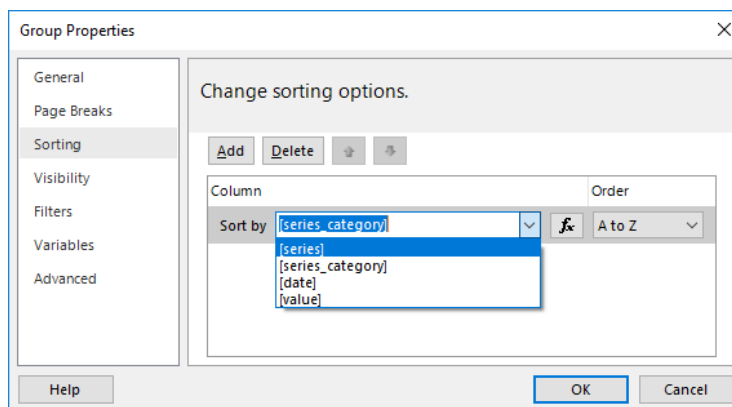 Group Properties
General
Page Breaks
Sorting
Visibility
Filters
Variables
Advanced
Change sorting options.
Add Delete
Column Order
Sort by [series_category] fx A to Z
[series]
[series_category]
[date]
[value]
Help OK Cancel